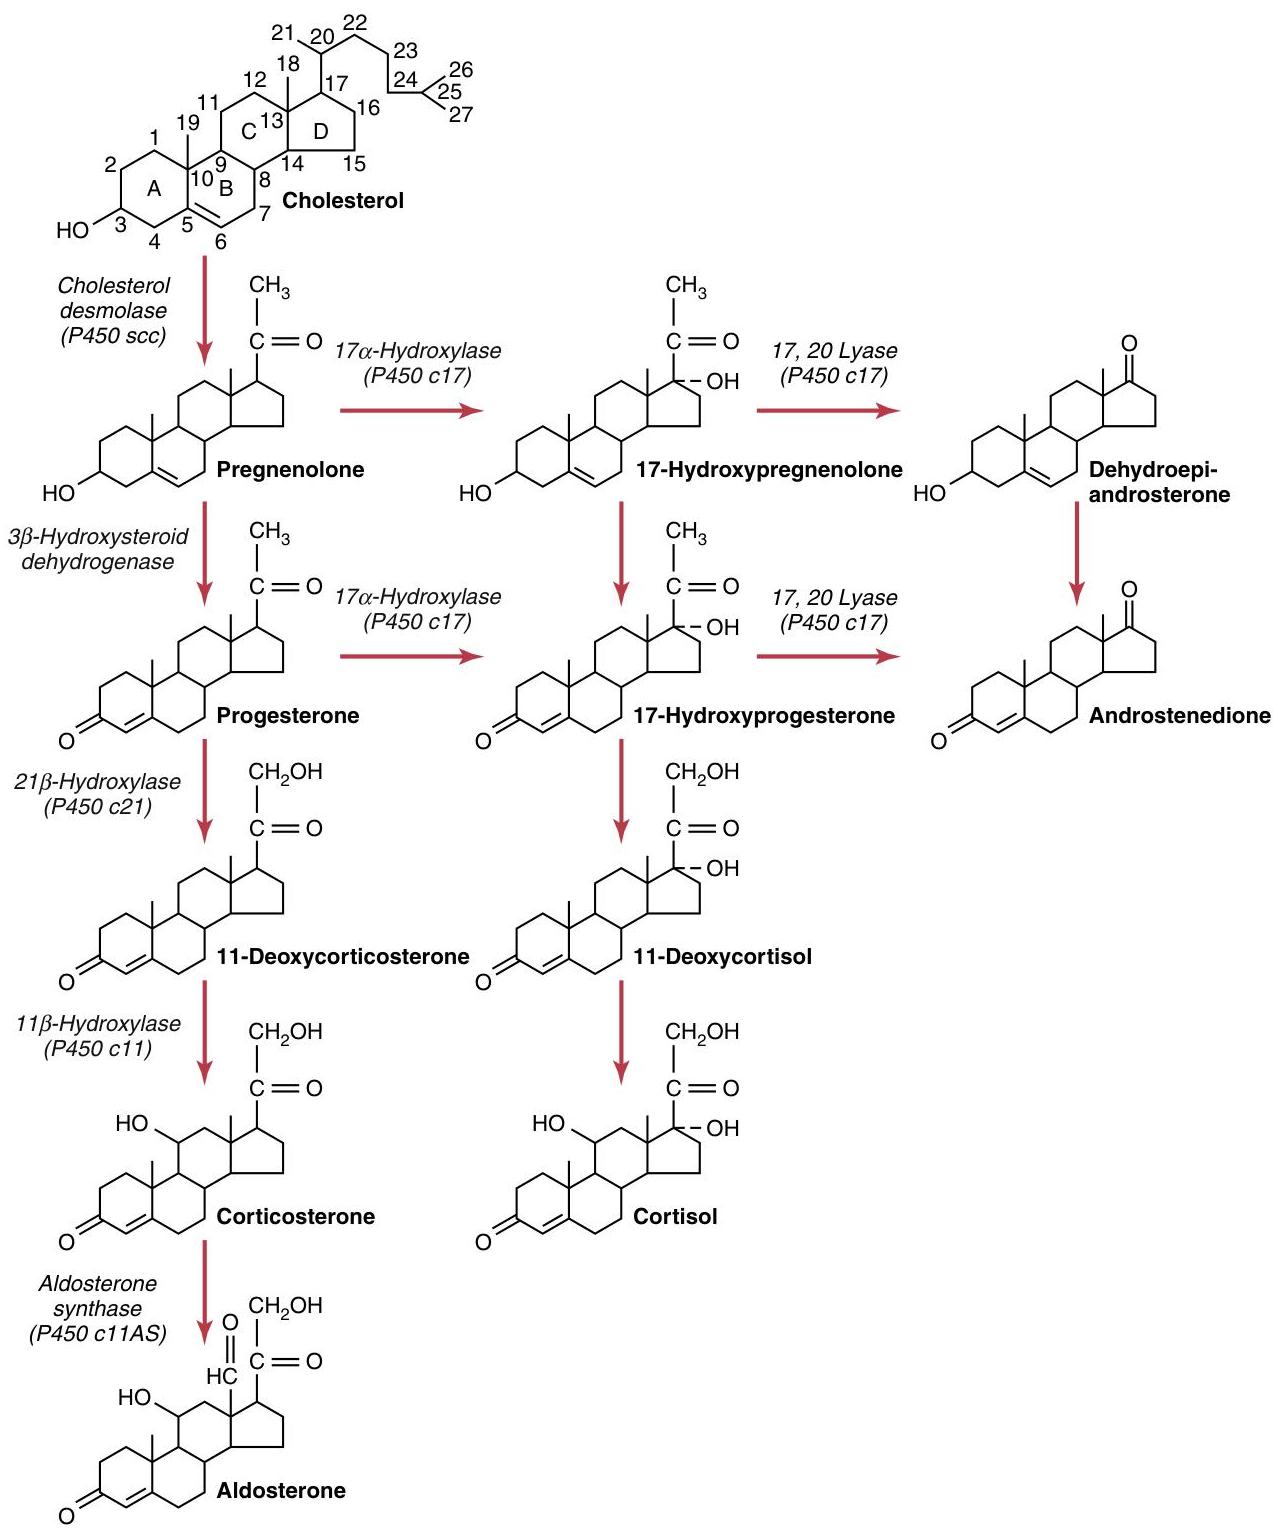 21
20
22
23
24
25
26
27
18
17
12
11
13
16
19
C
D
1
2
9
14
15
10
8
A
B
Cholesterol
HO
3
4
5
6
7
Cholesterol
desmolase
(P450 scc)
CH3
C=O
17α-Hydroxylase
(P450 c17)
CH3
C=O
OH
17, 20 Lyase
(P450 c17)
O
HO
Pregnenolone
HO
17-Hydroxypregnenolone
HO
Dehydroepi-
androsterone
3β-Hydroxysteroid
dehydrogenase
CH3
C=O
17α-Hydroxylase
(P450 c17)
CH3
C=O
OH
17, 20 Lyase
(P450 c17)
O
O
Progesterone
O
17-Hydroxyprogesterone
O
Androstenedione
21β-Hydroxylase
(P450 c21)
CH2OH
C=O
CH2OH
C=O
OH
O
11-Deoxycorticosterone
O
11-Deoxycortisol
11β-Hydroxylase
(P450 c11)
CH2OH
C=O
HO
CH2OH
C=O
HO
OH
O
Corticosterone
O
Cortisol
Aldosterone
synthase
(P450 c11AS)
CH2OH
O
C=O
HC
HO
O
Aldosterone